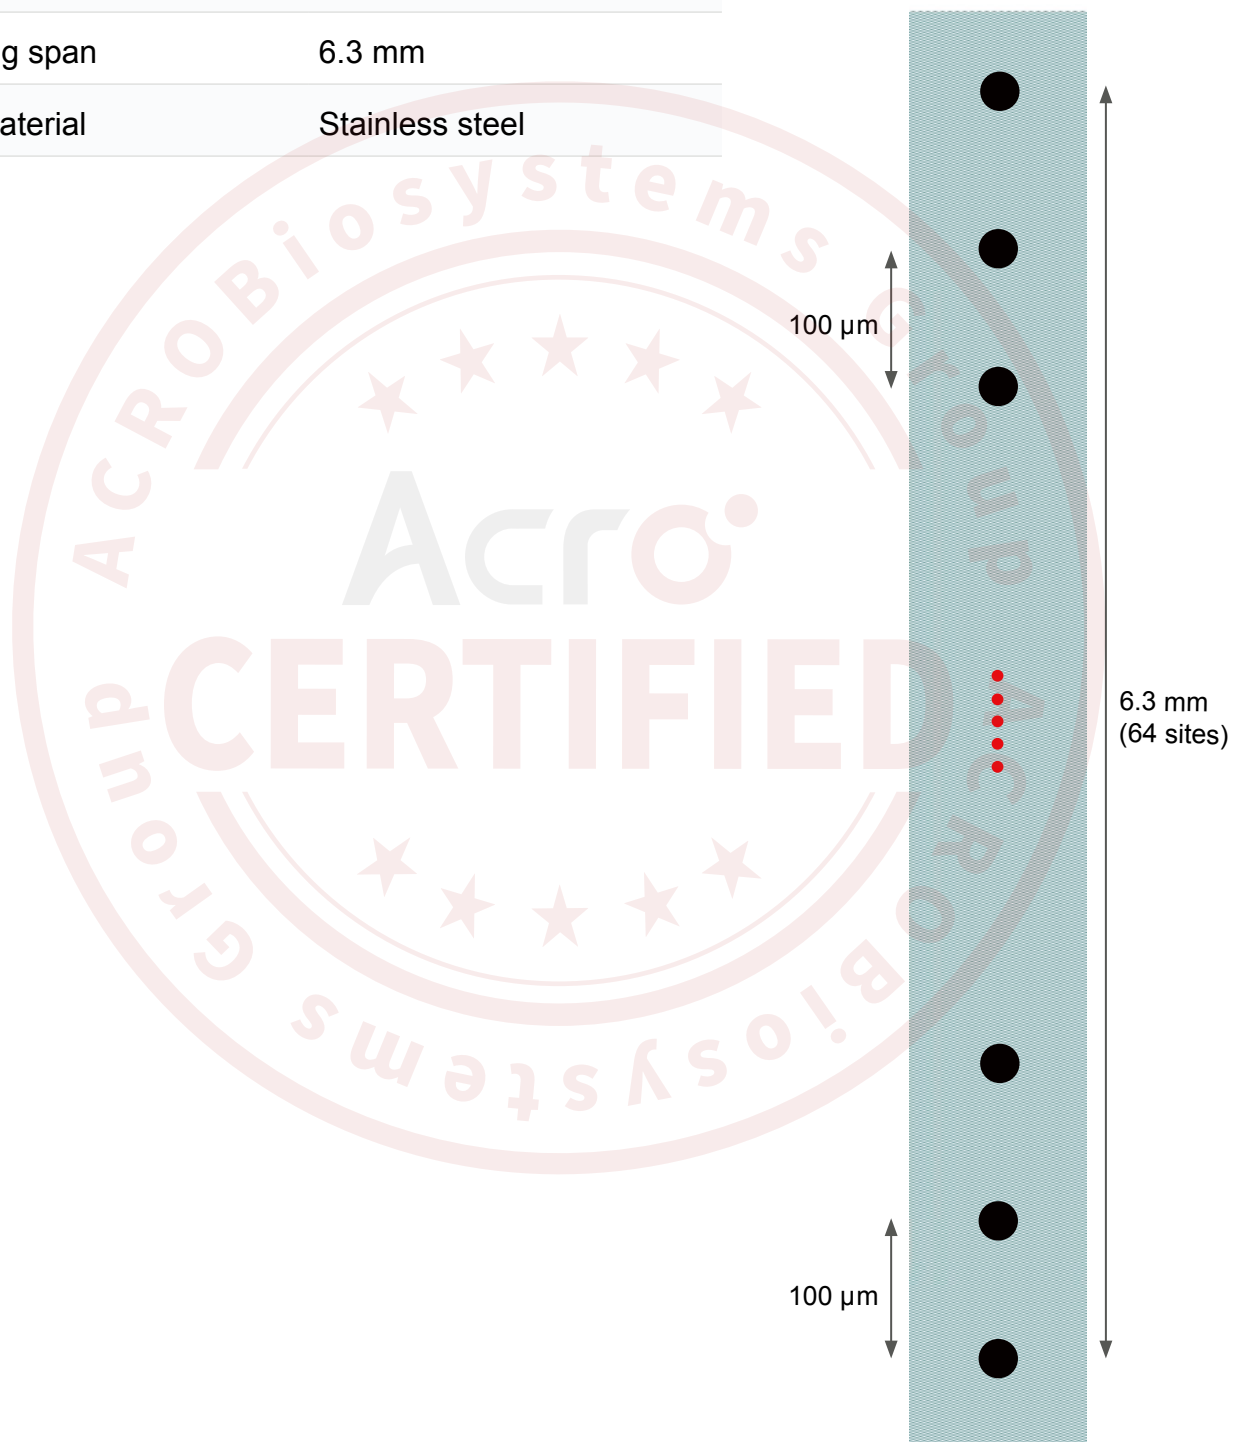 g span 6.3 mm
aterial Stainless steel
100 µm
6.3 mm
(64 sites)
100 µm
ACROBiosystems Group
Acro
CERTIFIED
ACROBiosystems Group